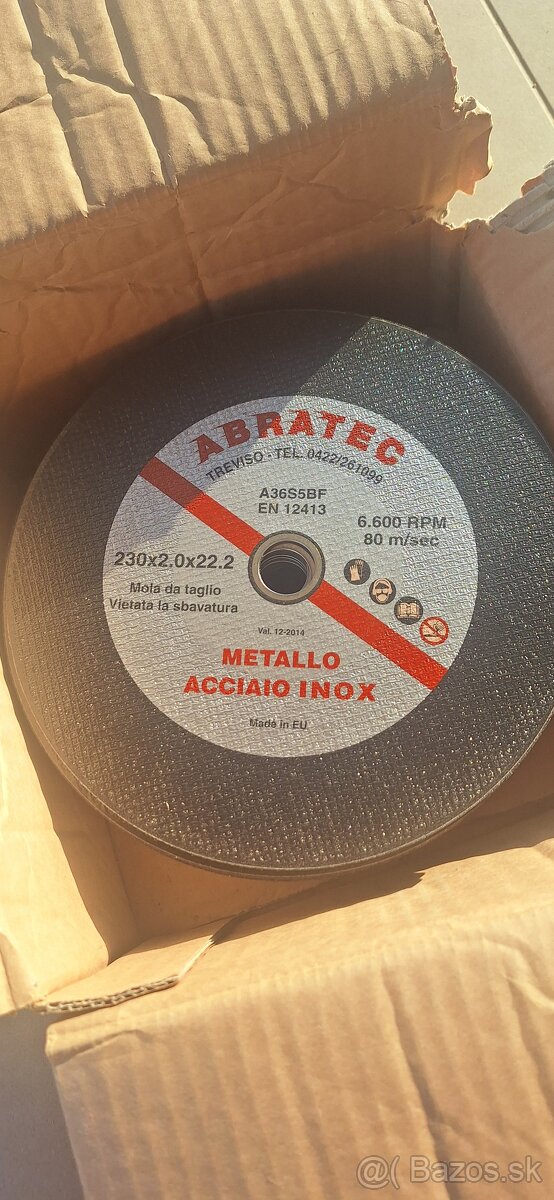 ABRATEC
TREVISO - TEL. 0422/261099
A36S5BF
EN 12413
6.600 RPM
80 m/sec
230x2.0x22.2
Mola da taglio
Vietata la sbavatura
Val. 12-2014
METALLO
ACCIAIO INOX
Made in EU
@( Bazos.sk